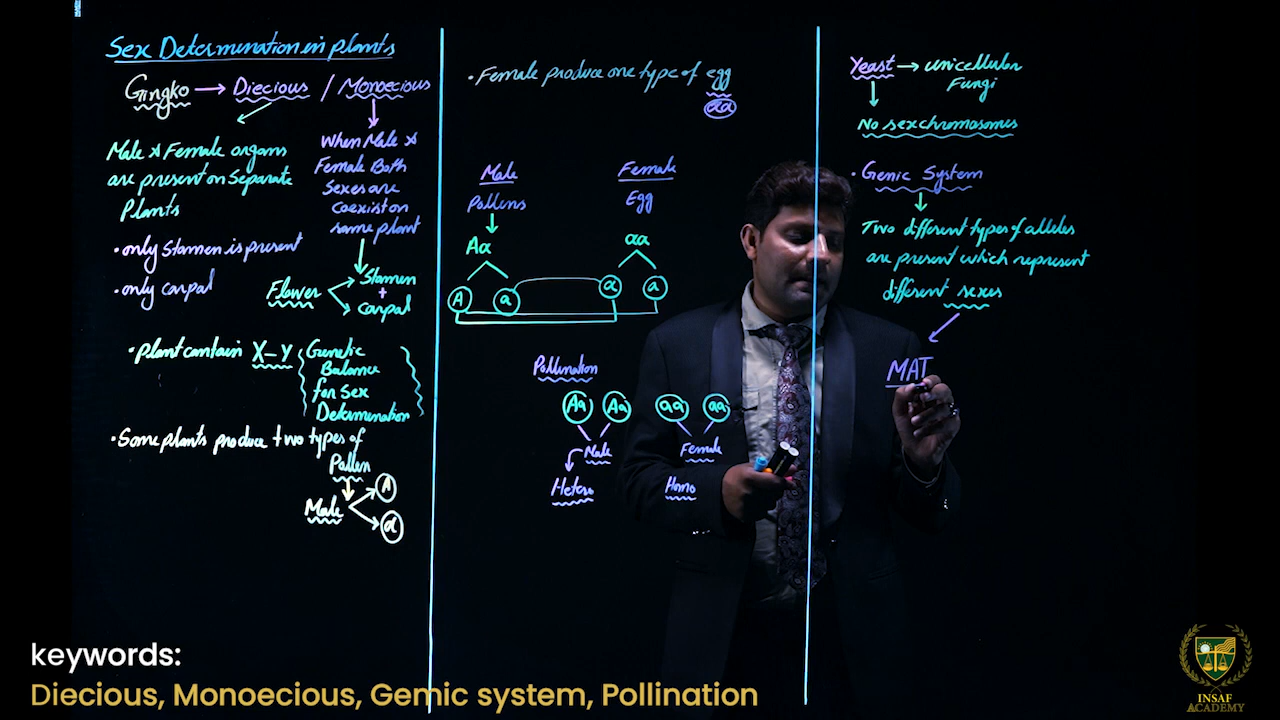 Sex Determination in plants
Gingko → Diecious / Monoecious
Male & Female organs
are present on Separate
Plants
• only Stamen is present
• only carpal
When Male &
Female Both
Sexes are
coexist on
same plant
Flower
Stamen
+
carpal
• plant contain X-Y
Genetic
Balance
for Sex
Determination
• Some plants produce two types of
Pollen
Male
A
a
• Female produce one type of egg
aa
Male
Pollens
Aa
A a
Female
Egg
aa
a a
Pollination
Aa Aa aa aa
Male Female
Hetero Homo
Yeast → unicellular
Fungi
No sex chromosomes
• Genic System
Two different types of alleles
are present which represent
different sexes
MAT
keywords:
Diecious, Monoecious, Gemic system, Pollination
INSAF
ACADEMY